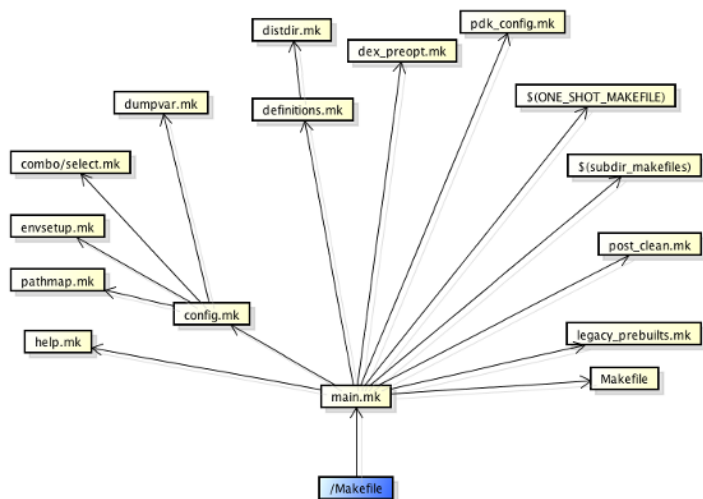 pdk_config.mk
distdir.mk
dex_preopt.mk
dumpvar.mk
definitions.mk
$(ONE_SHOT_MAKEFILE)
combo/select.mk
$(subdir_makefiles)
envsetup.mk
post_clean.mk
pathmap.mk
config.mk
help.mk
legacy_prebuilts.mk
Makefile
main.mk
/Makefile